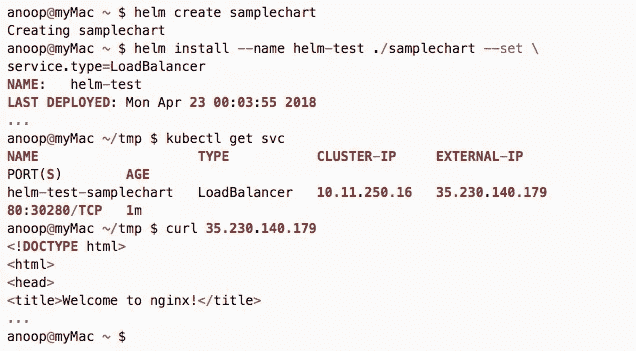 anoop@myMac ~ $ helm create samplechart
Creating samplechart
anoop@myMac ~ $ helm install --name helm-test ./samplechart --set \
service.type=LoadBalancer
NAME:   helm-test
LAST DEPLOYED: Mon Apr 23 00:03:55 2018
...
anoop@myMac ~/tmp $ kubectl get svc
NAME                    TYPE           CLUSTER-IP     EXTERNAL-IP
PORT(S)        AGE
helm-test-samplechart   LoadBalancer   10.11.250.16   35.230.140.179
80:30280/TCP   1m
anoop@myMac ~/tmp $ curl 35.230.140.179
<!DOCTYPE html>
<html>
<head>
<title>Welcome to nginx!</title>
...
anoop@myMac ~ $